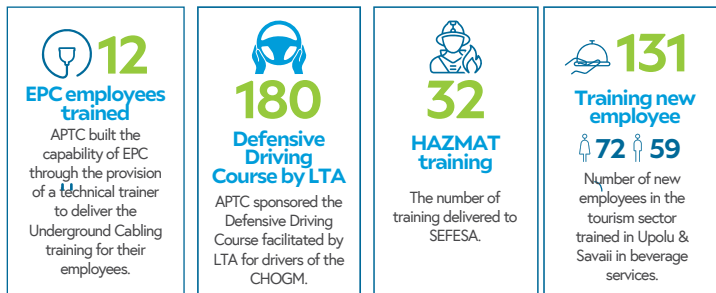 12
EPC employees
trained
APTC built the
capability of EPC
through the provision
of a technical trainer
to deliver the
Underground Cabling
training for their
employees.
180
Defensive
Driving
Course by LTA
APTC sponsored the
Defensive Driving
Course facilitated by
LTA for drivers of the
CHOGM.
32
HAZMAT
training
The number of
training delivered to
SEFESA.
131
Training new
employee
72 59
Number of new
employees in the
tourism sector
trained in Upolu &
Savaii in beverage
services.